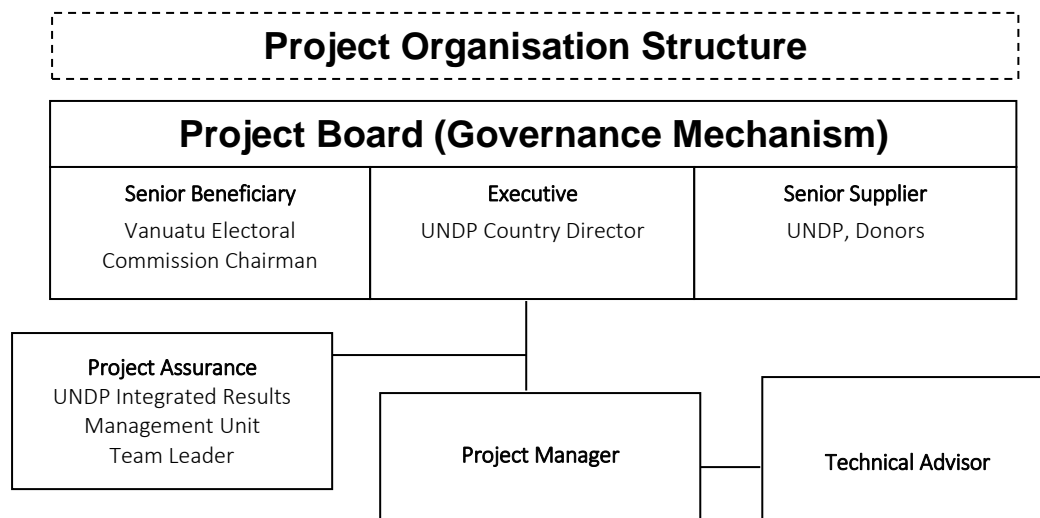 Project Organisation Structure
Project Board (Governance Mechanism)
Senior Beneficiary
Vanuatu Electoral
Commission Chairman
Executive
UNDP Country Director
Senior Supplier
UNDP, Donors
Project Assurance
UNDP Integrated Results
Management Unit
Team Leader
Project Manager
Technical Advisor